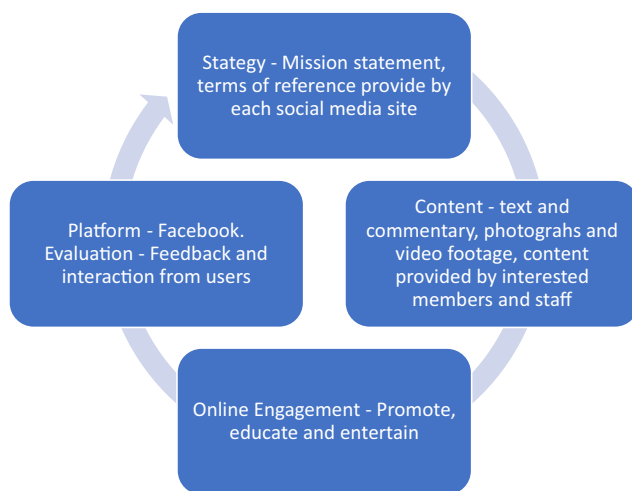 Stategy - Mission statement,
terms of reference provide by
each social media site
Content - text and
commentary, photograhs and
video footage, content
provided by interested
members and staff
Online Engagement - Promote,
educate and entertain
Platform - Facebook.
Evaluation - Feedback and
interaction from users